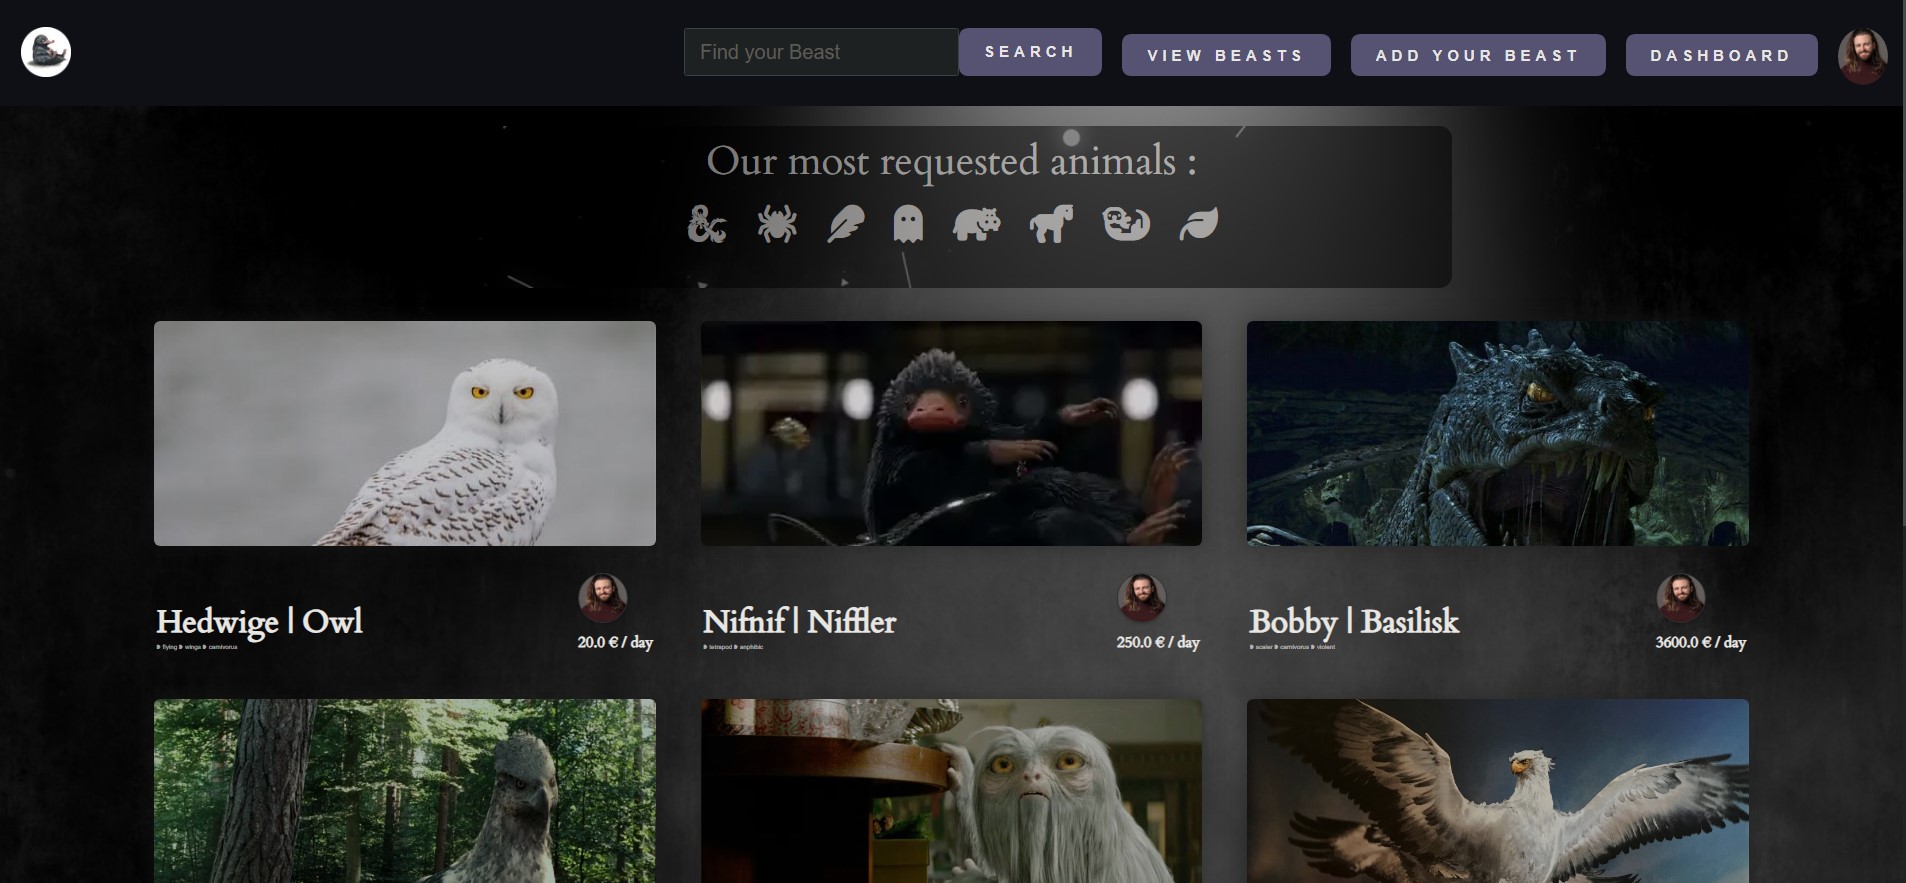 Find your Beast
SEARCH
VIEW BEASTS
ADD YOUR BEAST
DASHBOARD
Our most requested animals :
Hedwige | Owl
flying wings carnivorus
20.0 € / day
Nifnif | Niffler
tetrapod anphibic
250.0 € / day
Bobby | Basilisk
scaler carnivorus violent
3600.0 € / day